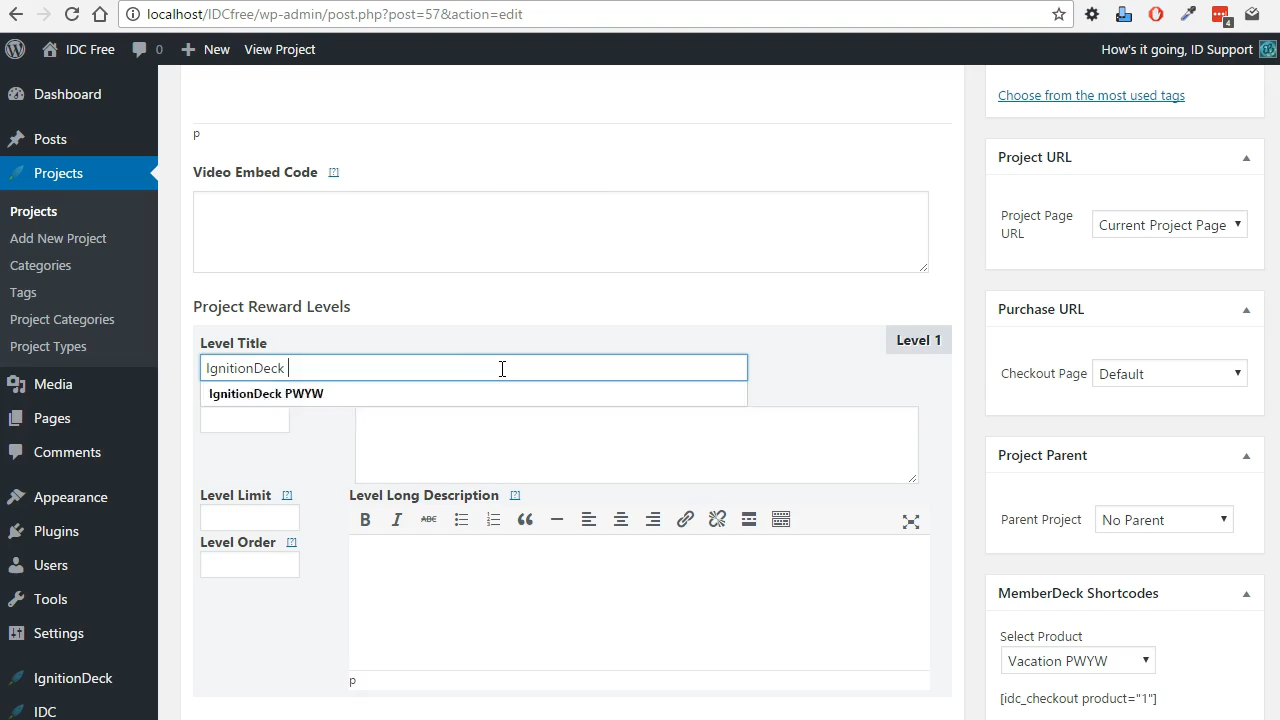 localhost/IDCfree/wp-admin/post.php?post=57&action=edit
4
IDC Free
0
New
View Project
How's it going, ID Support
Dashboard
Posts
Projects
Projects
Add New Project
Categories
Tags
Project Categories
Project Types
Media
Pages
Comments
Appearance
Plugins
Users
Tools
Settings
IgnitionDeck
IDC
p
Video Embed Code [?]
Project Reward Levels
Level Title
Level 1
IgnitionDeck
IgnitionDeck PWYW
Level Limit [?]
Level Long Description [?]
B I ABC
Level Order [?]
p
Choose from the most used tags
Project URL
Project Page
URL
Current Project Page
Purchase URL
Checkout Page
Default
Project Parent
Parent Project
No Parent
MemberDeck Shortcodes
Select Product
Vacation PWYW
[idc_checkout product="1"]